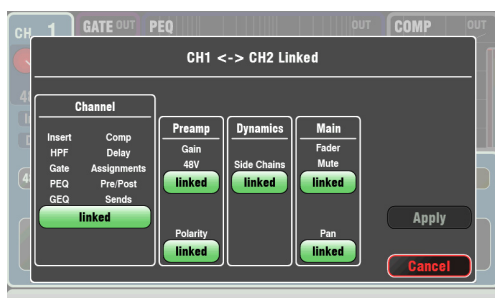 CH 1 GATE OUT PEQ OUT COMP OUT
CH1 <-> CH2 Linked
Channel
Insert Comp
HPF Delay
Gate Assignments
PEQ Pre/Post
GEQ Sends
linked
Preamp
Gain
48V
linked
Polarity
linked
Dynamics
Side Chains
linked
Main
Fader
Mute
linked
Pan
linked
Apply
Cancel